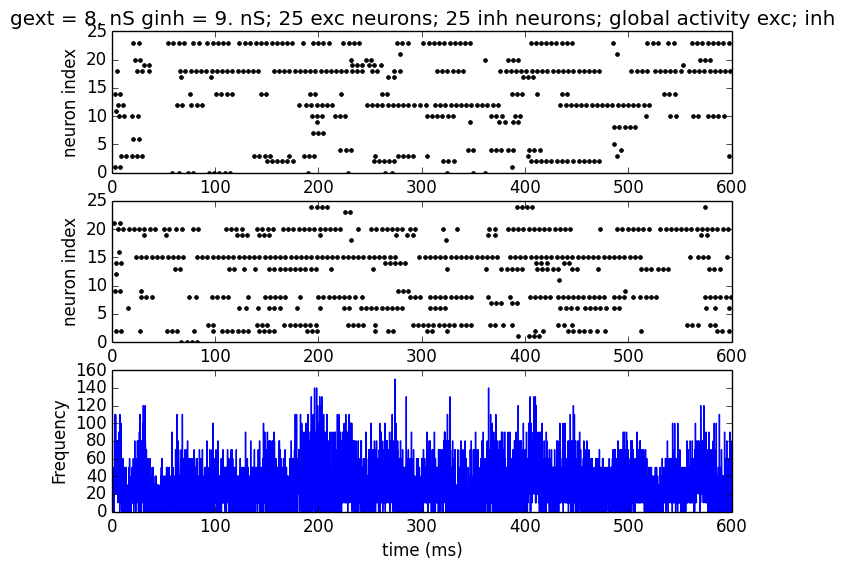 gext = 8. nS ginh = 9. nS; 25 exc neurons; 25 inh neurons; global activity exc; inh
25
20
15
10
5
0
neuron index
0 100 200 300 400 500 600
25
20
15
10
5
0
neuron index
0 100 200 300 400 500 600
160
140
120
100
80
60
40
20
0
Frequency
0 100 200 300 400 500 600
time (ms)